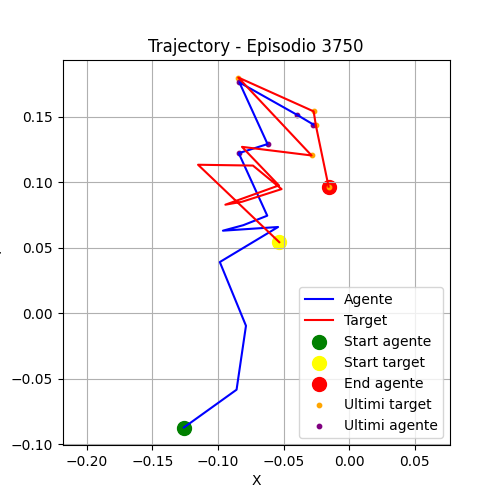 Trajectory - Episodio 3750
0.15
0.10
0.05
0.00
−0.05
−0.10
−0.20
−0.15
−0.10
−0.05
0.00
0.05
X
Agente
Target
Start agente
Start target
End agente
Ultimi target
Ultimi agente